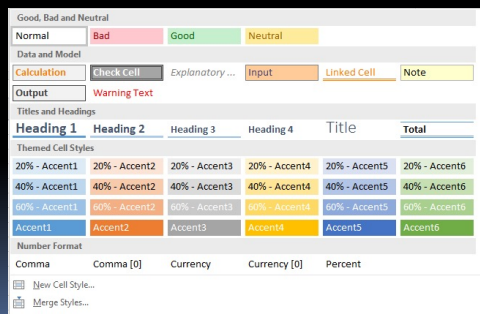 Good, Bad and Neutral
Normal Bad Good Neutral
Data and Model
Calculation Check Cell Explanatory ... Input Linked Cell Note
Output Warning Text
Titles and Headings
Heading 1 Heading 2 Heading 3 Heading 4 Title Total
Themed Cell Styles
20% - Accent1 20% - Accent2 20% - Accent3 20% - Accent4 20% - Accent5 20% - Accent6
40% - Accent1 40% - Accent2 40% - Accent3 40% - Accent4 40% - Accent5 40% - Accent6
60% - Accent1 60% - Accent2 60% - Accent3 60% - Accent4 60% - Accent5 60% - Accent6
Accent1 Accent2 Accent3 Accent4 Accent5 Accent6
Number Format
Comma Comma [0] Currency Currency [0] Percent
New Cell Style...
Merge Styles...